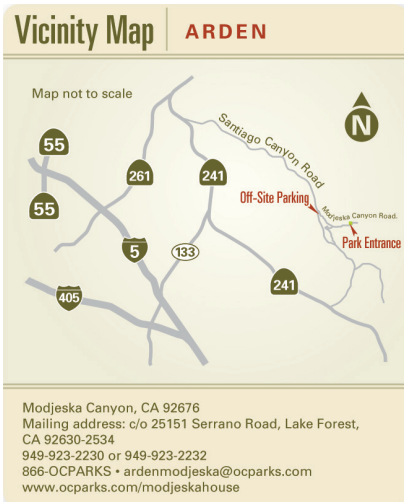 Vicinity Map ARDEN
Map not to scale
N
55
55
261
241
Santiago Canyon Road
Off-Site Parking
Modjeska Canyon Road.
Park Entrance
5
133
241
405
Modjeska Canyon, CA 92676
Mailing address: c/o 25151 Serrano Road, Lake Forest,
CA 92630-2534
949-923-2230 or 949-923-2232
866-OCPARKS • ardenmodjeska@ocparks.com
www.ocparks.com/modjeskahouse